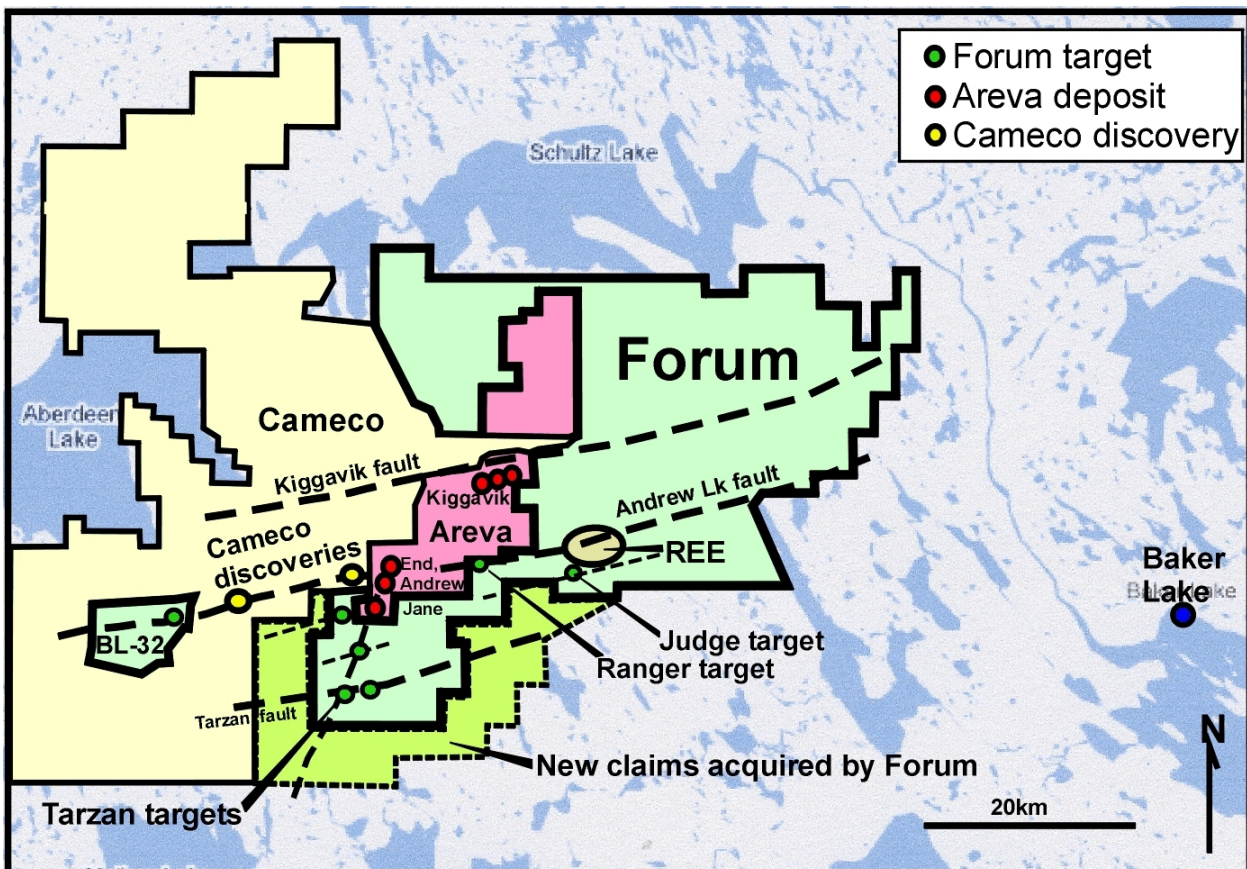 Forum target
Areva deposit
Cameco discovery
Schultz Lake
Forum
Aberdeen
Lake
Cameco
Kiggavik fault
Kiggavik
Andrew Lk fault
Areva
Cameco
discoveries
REE
End,
Andrew
Jane
Baker
Lake
Baker Lake
BL-32
Judge target
Ranger target
Tarzan fault
New claims acquired by Forum
Tarzan targets
20km
N